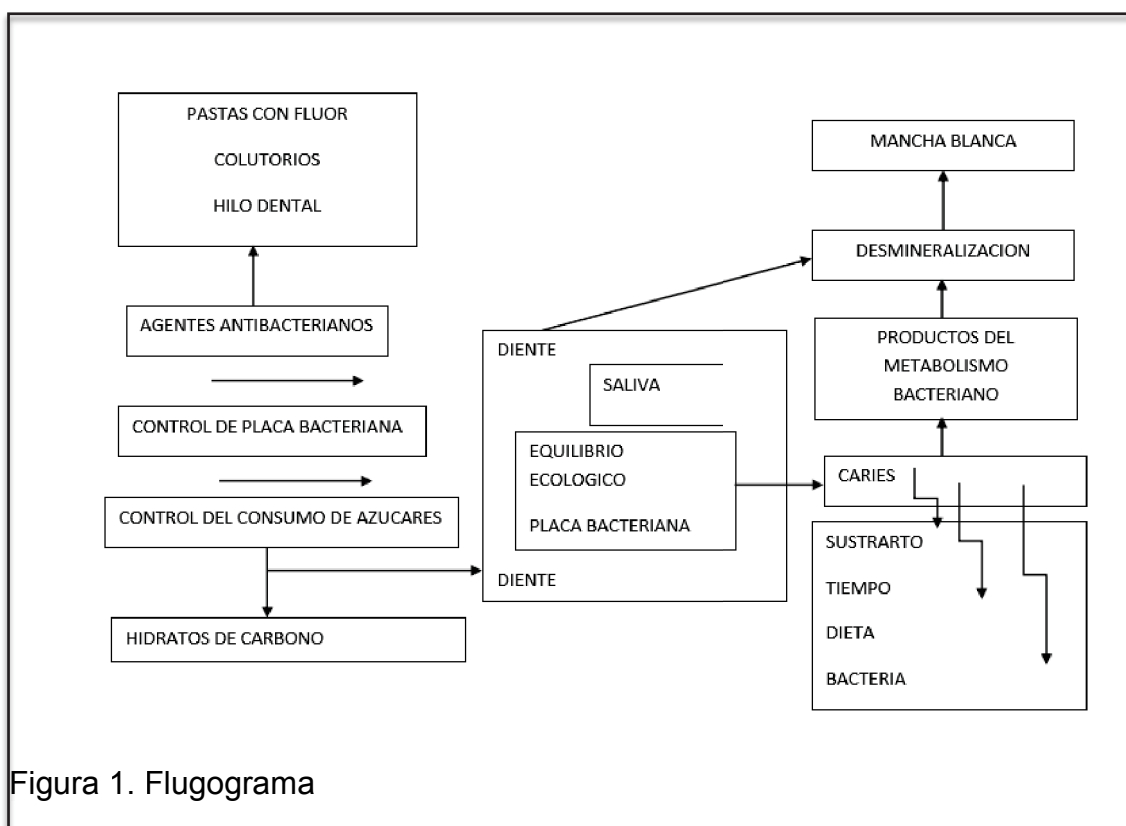 PASTAS CON FLUOR
COLUTORIOS
HILO DENTAL
AGENTES ANTIBACTERIANOS
CONTROL DE PLACA BACTERIANA
CONTROL DEL CONSUMO DE AZUCARES
HIDRATOS DE CARBONO
DIENTE
SALIVA
EQUILIBRIO
ECOLOGICO
PLACA BACTERIANA
DIENTE
MANCHA BLANCA
DESMINERALIZACION
PRODUCTOS DEL
METABOLISMO
BACTERIANO
CARIES
SUSTRARTO
TIEMPO
DIETA
BACTERIA
Figura 1. Flugograma